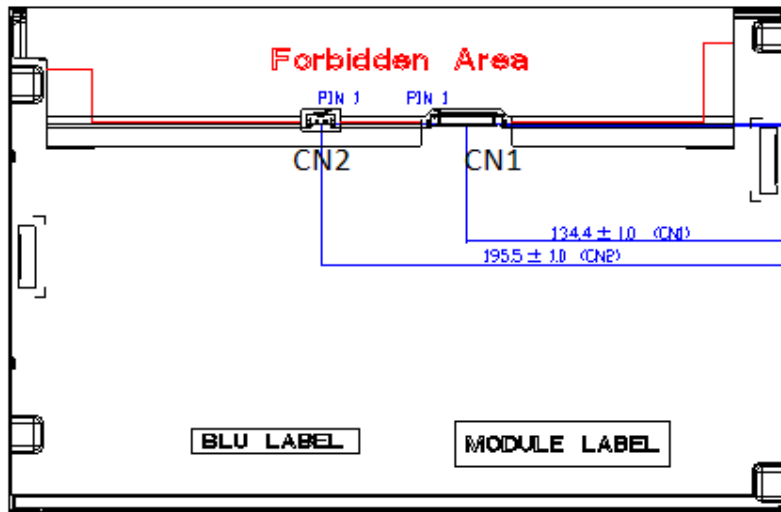 Forbidden Area
PIN 1 PIN 1
CN2 CN1
134.4 ± 1.0 (CN1)
195.5 ± 1.0 (CN2)
BLU LABEL
MODULE LABEL